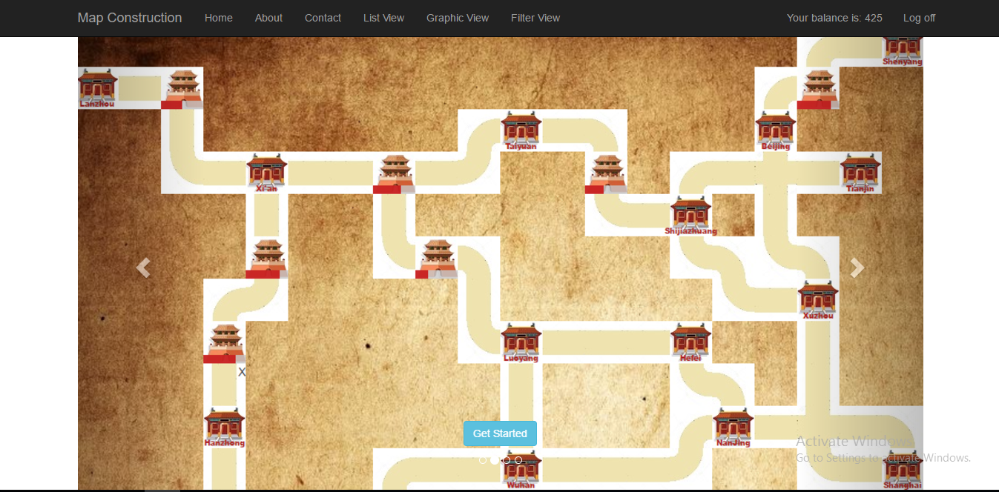 Map Construction Home About Contact List View Graphic View Filter View Your balance is: 425 Log off
Shenyang
Lanzhou
Taiyuan
Beijing
Xi'an
Tianjin
Shijiazhuang
Xuzhou
Luoyang
Hefei
X
Get Started
Hanzhong
NanJing
Activate Windows
Go to Settings to activate Windows.
Wuhan
Shanghai